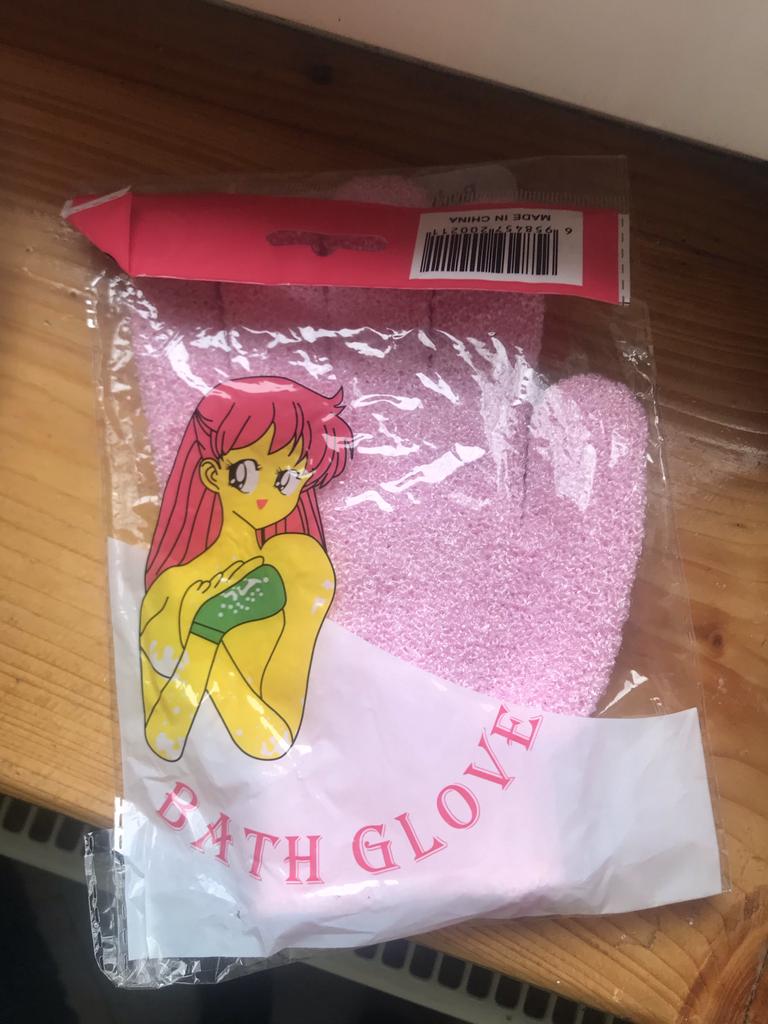 MADE IN CHINA
6 958457 200211
BATH GLOVE